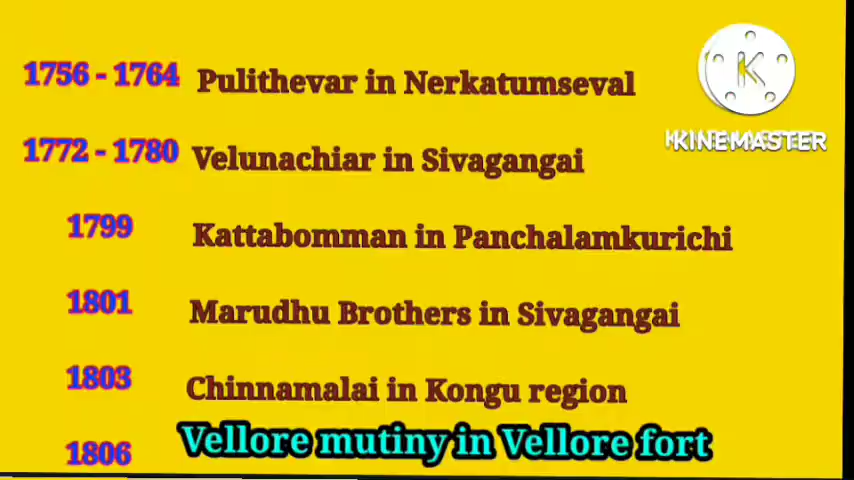 1756 - 1764 Pulithevar in Nerkatumseval
KINEMASTER
1772 - 1780 Velunachiar in Sivagangai
1799 Kattabomman in Panchalamkurichi
1801 Marudhu Brothers in Sivagangai
1803 Chinnamalai in Kongu region
1806 Vellore mutiny in Vellore fort